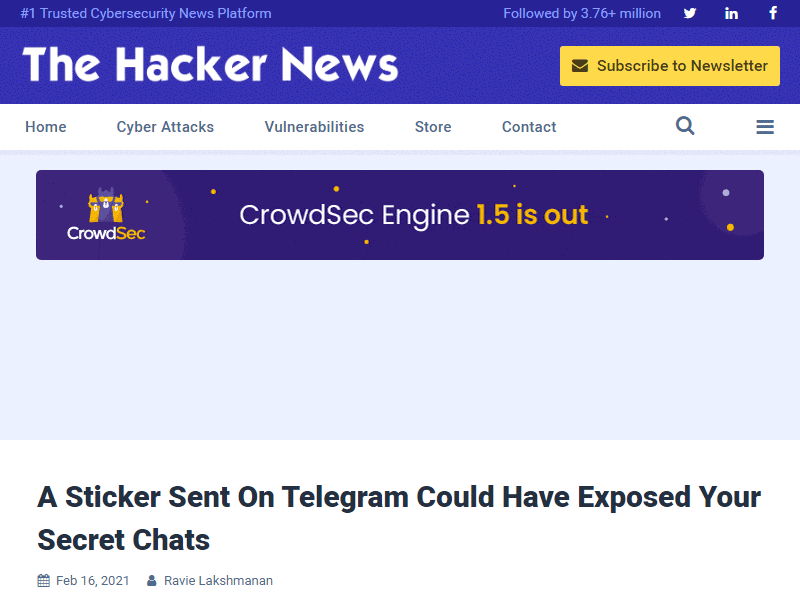 #1 Trusted Cybersecurity News Platform
Followed by 3.76+ million
The Hacker News
Subscribe to Newsletter
Home
Cyber Attacks
Vulnerabilities
Store
Contact
CrowdSec
CrowdSec Engine 1.5 is out
A Sticker Sent On Telegram Could Have Exposed Your
Secret Chats
Feb 16, 2021
Ravie Lakshmanan